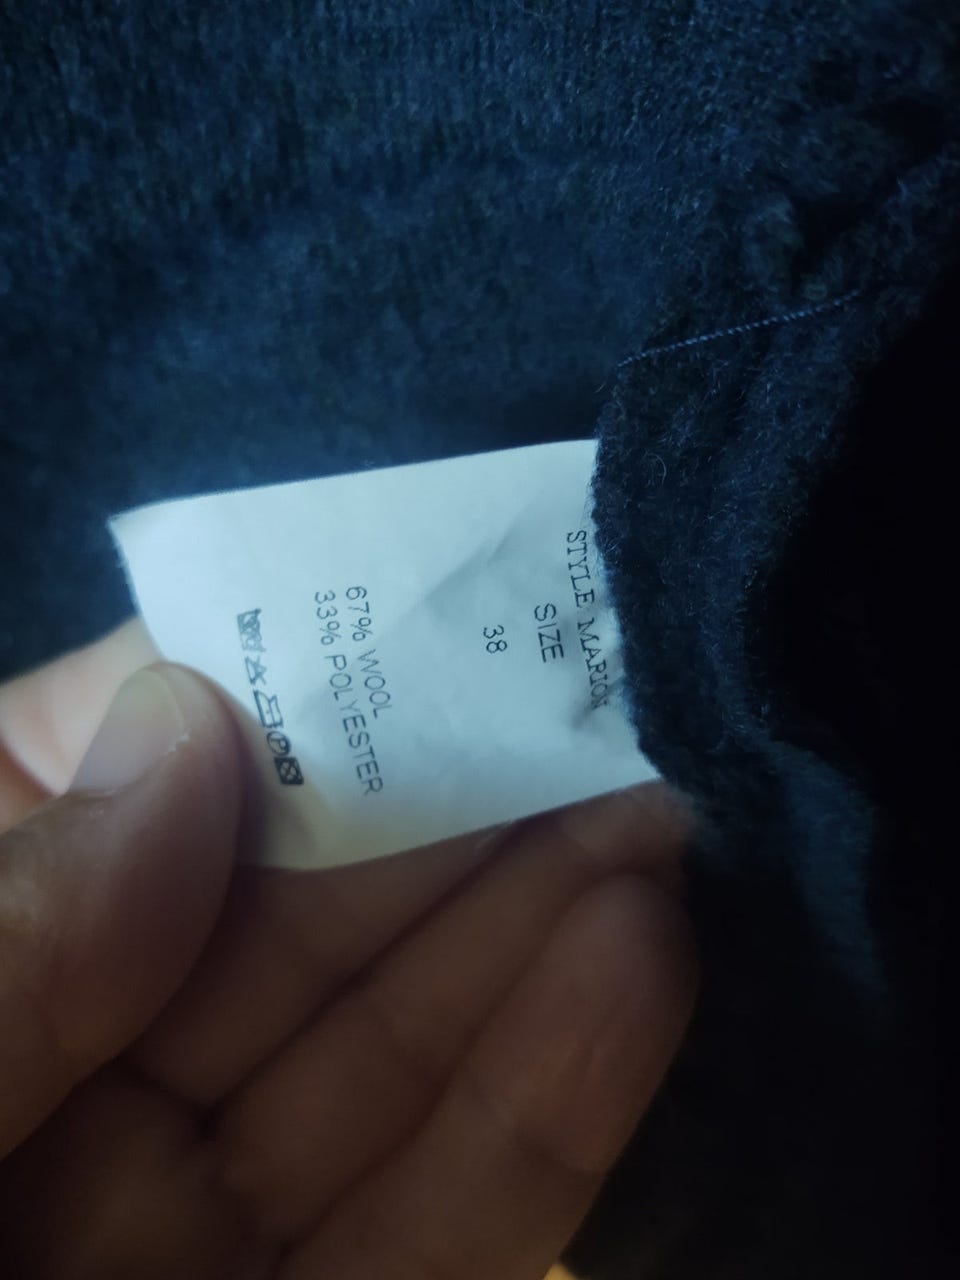 STYLE MARION
SIZE
38
67% WOOL
33% POLYESTER